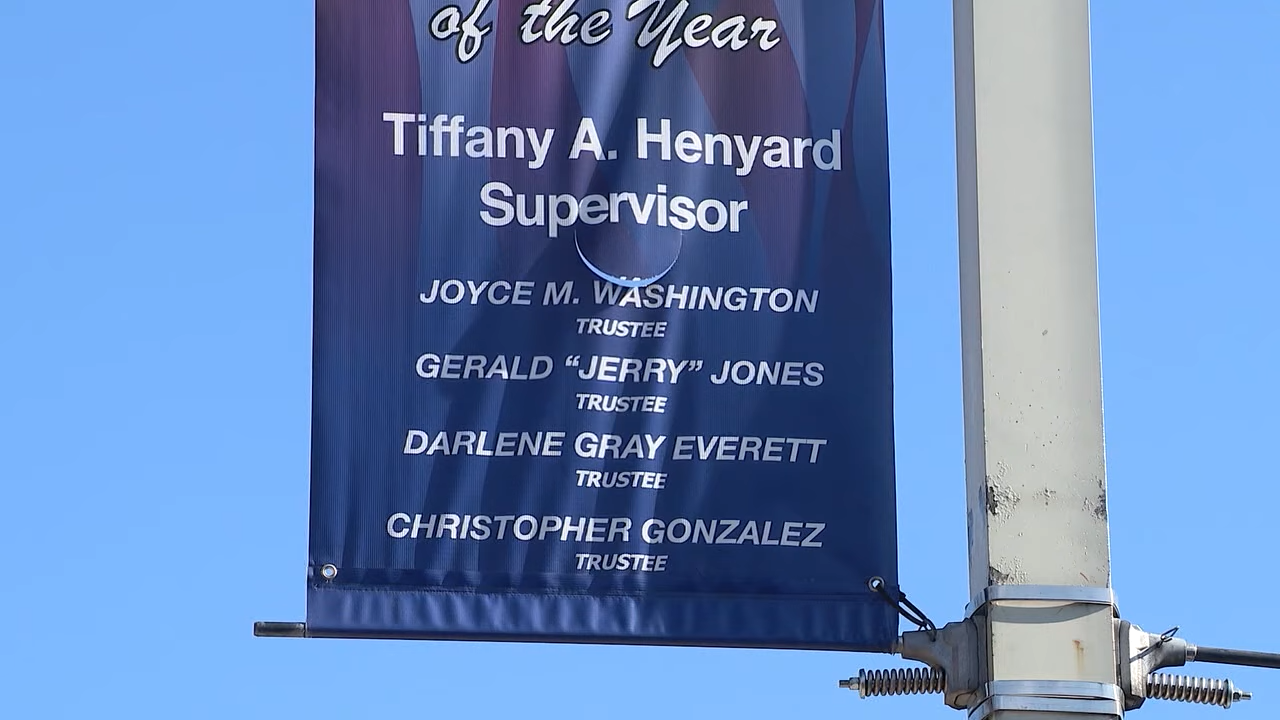 of the Year
Tiffany A. Henyard
Supervisor
JOYCE M. WASHINGTON
TRUSTEE
GERALD “JERRY” JONES
TRUSTEE
DARLENE GRAY EVERETT
TRUSTEE
CHRISTOPHER GONZALEZ
TRUSTEE